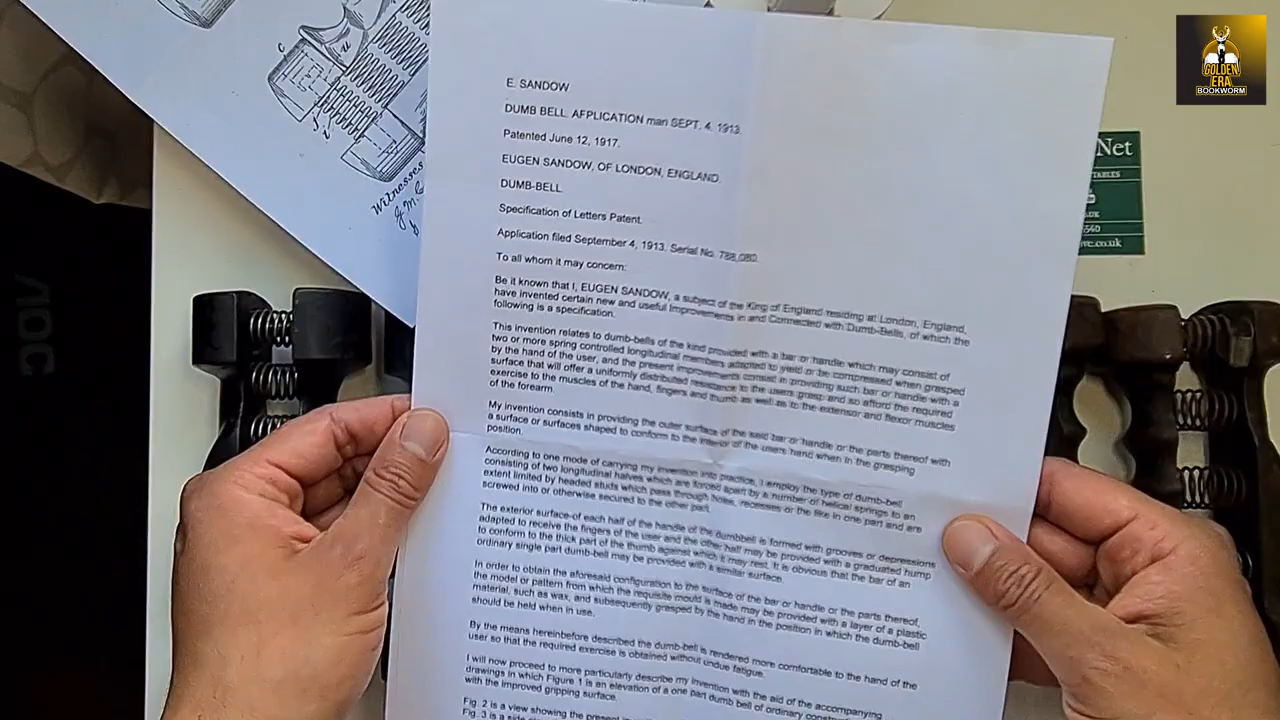 GOLDEN
ERA
BOOKWORM
E. SANDOW
DUMB BELL. AFPLICATION man SEPT. 4. 1913.
Patented June 12, 1917.
EUGEN SANDOW, OF LONDON, ENGLAND.
DUMB-BELL.
Specification of Letters Patent.
Application filed September 4, 1913. Serial No. 788,080.
To all whom it may concern:
Be it known that I, EUGEN SANDOW, a subject of the King of England residing at London, England,
have invented certain new and useful Improvements in and Connected with Dumb-Bells, of which the
following is a specification.
This invention relates to dumb-bells of the kind provided with a bar or handle which may consist of
two or more spring controlled longitudinal members adapted to yield or be compressed when grasped
by the hand of the user, and the present improvements consist in providing such bar or handle with a
surface that will offer a uniformly distributed resistance to the users grasp and so afford the required
exercise to the muscles of the hand, fingers and thumb as well as to the extensor and flexor muscles
of the forearm.
My invention consists in providing the outer surface of the said bar or handle or the parts thereof with
a surface or surfaces shaped to conform to the interior of the users hand when in the grasping
position.
According to one mode of carrying my invention into practice, I employ the type of dumb-bell
consisting of two longitudinal halves which are forced apart by a number of helical springs to an
extent limited by headed studs which pass through holes, recesses or the like in one part and are
screwed into or otherwise secured to the other part.
The exterior surface-of each half of the handle of the dumbbell is formed with grooves or depressions
adapted to receive the fingers of the user and the other half may be provided with a graduated hump
to conform to the thick part of the thumb against which it may rest. It is obvious that the bar of an
ordinary single part dumb-bell may be provided with a similar surface.
In order to obtain the aforesaid configuration to the surface of the bar or handle or the parts thereof,
the model or pattern from which the requisite mould is made may be provided with a layer of a plastic
material, such as wax, and subsequently grasped by the hand in the position in which the dumb-bell
should be held when in use.
By the means hereinbefore described the dumb-bell is rendered more comfortable to the hand of the
user so that the required exercise is obtained without undue fatigue.
I will now proceed to more particularly describe my invention with the aid of the accompanying
drawings in which Figure 1 is an elevation of a one part dumb bell of ordinary
with the improved gripping surface.
Fig. 2 is a view showing the present
Fig. 3 is a side
Witnesses
c
a
Net
TABLES
.UK
ve.co.uk
AOC